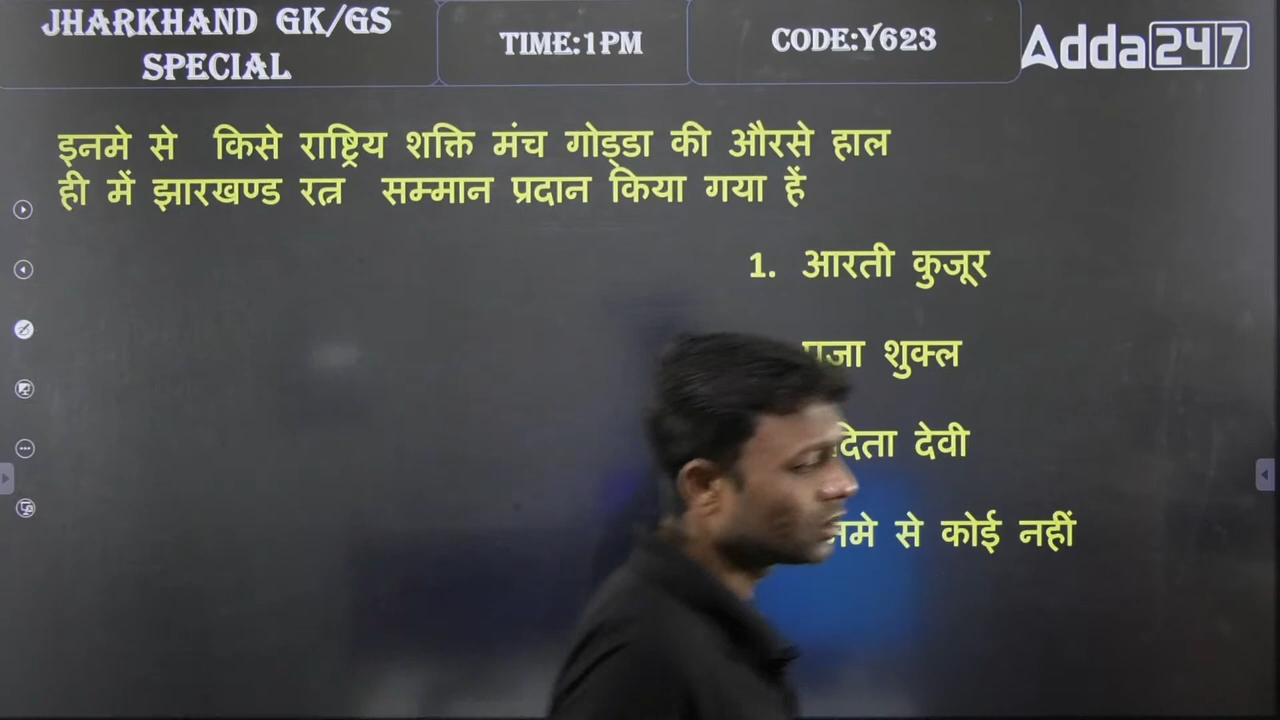 JHARKHAND GK/GS
SPECIAL
TIME:1PM
CODE:Y623
Adda247
इनमे से किसे राष्ट्रिय शक्ति मंच गोड्डा की औरसे हाल
ही में झारखण्ड रत्न सम्मान प्रदान किया गया हें
1. आरती कुजूर
शुक्ल
देवी
से कोई नहीं